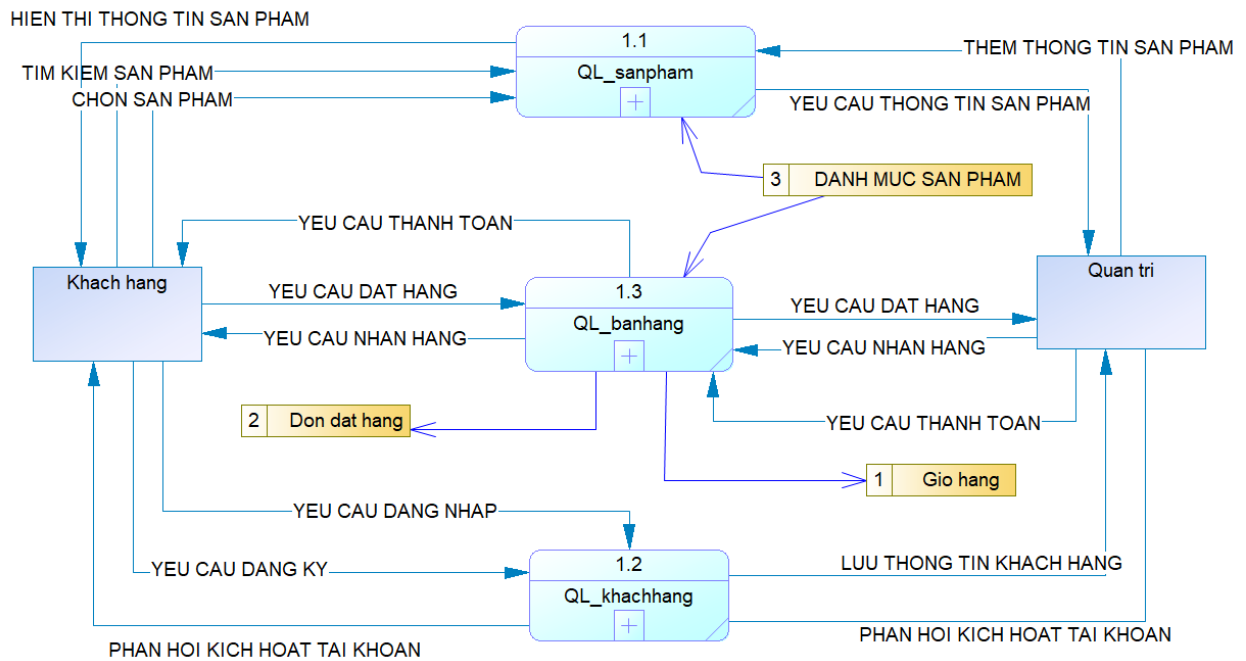 HIEN THI THONG TIN SAN PHAM
1.1
THEM THONG TIN SAN PHAM
TIM KIEM SAN PHAM
QL_sanpham
CHON SAN PHAM
YEU CAU THONG TIN SAN PHAM
3 DANH MUC SAN PHAM
YEU CAU THANH TOAN
Khach hang
Quan tri
1.3
YEU CAU DAT HANG
YEU CAU DAT HANG
QL_banhang
YEU CAU NHAN HANG
YEU CAU NHAN HANG
2 Don dat hang
YEU CAU THANH TOAN
1 Gio hang
YEU CAU DANG NHAP
1.2
YEU CAU DANG KY
LUU THONG TIN KHACH HANG
QL_khachhang
PHAN HOI KICH HOAT TAI KHOAN
PHAN HOI KICH HOAT TAI KHOAN